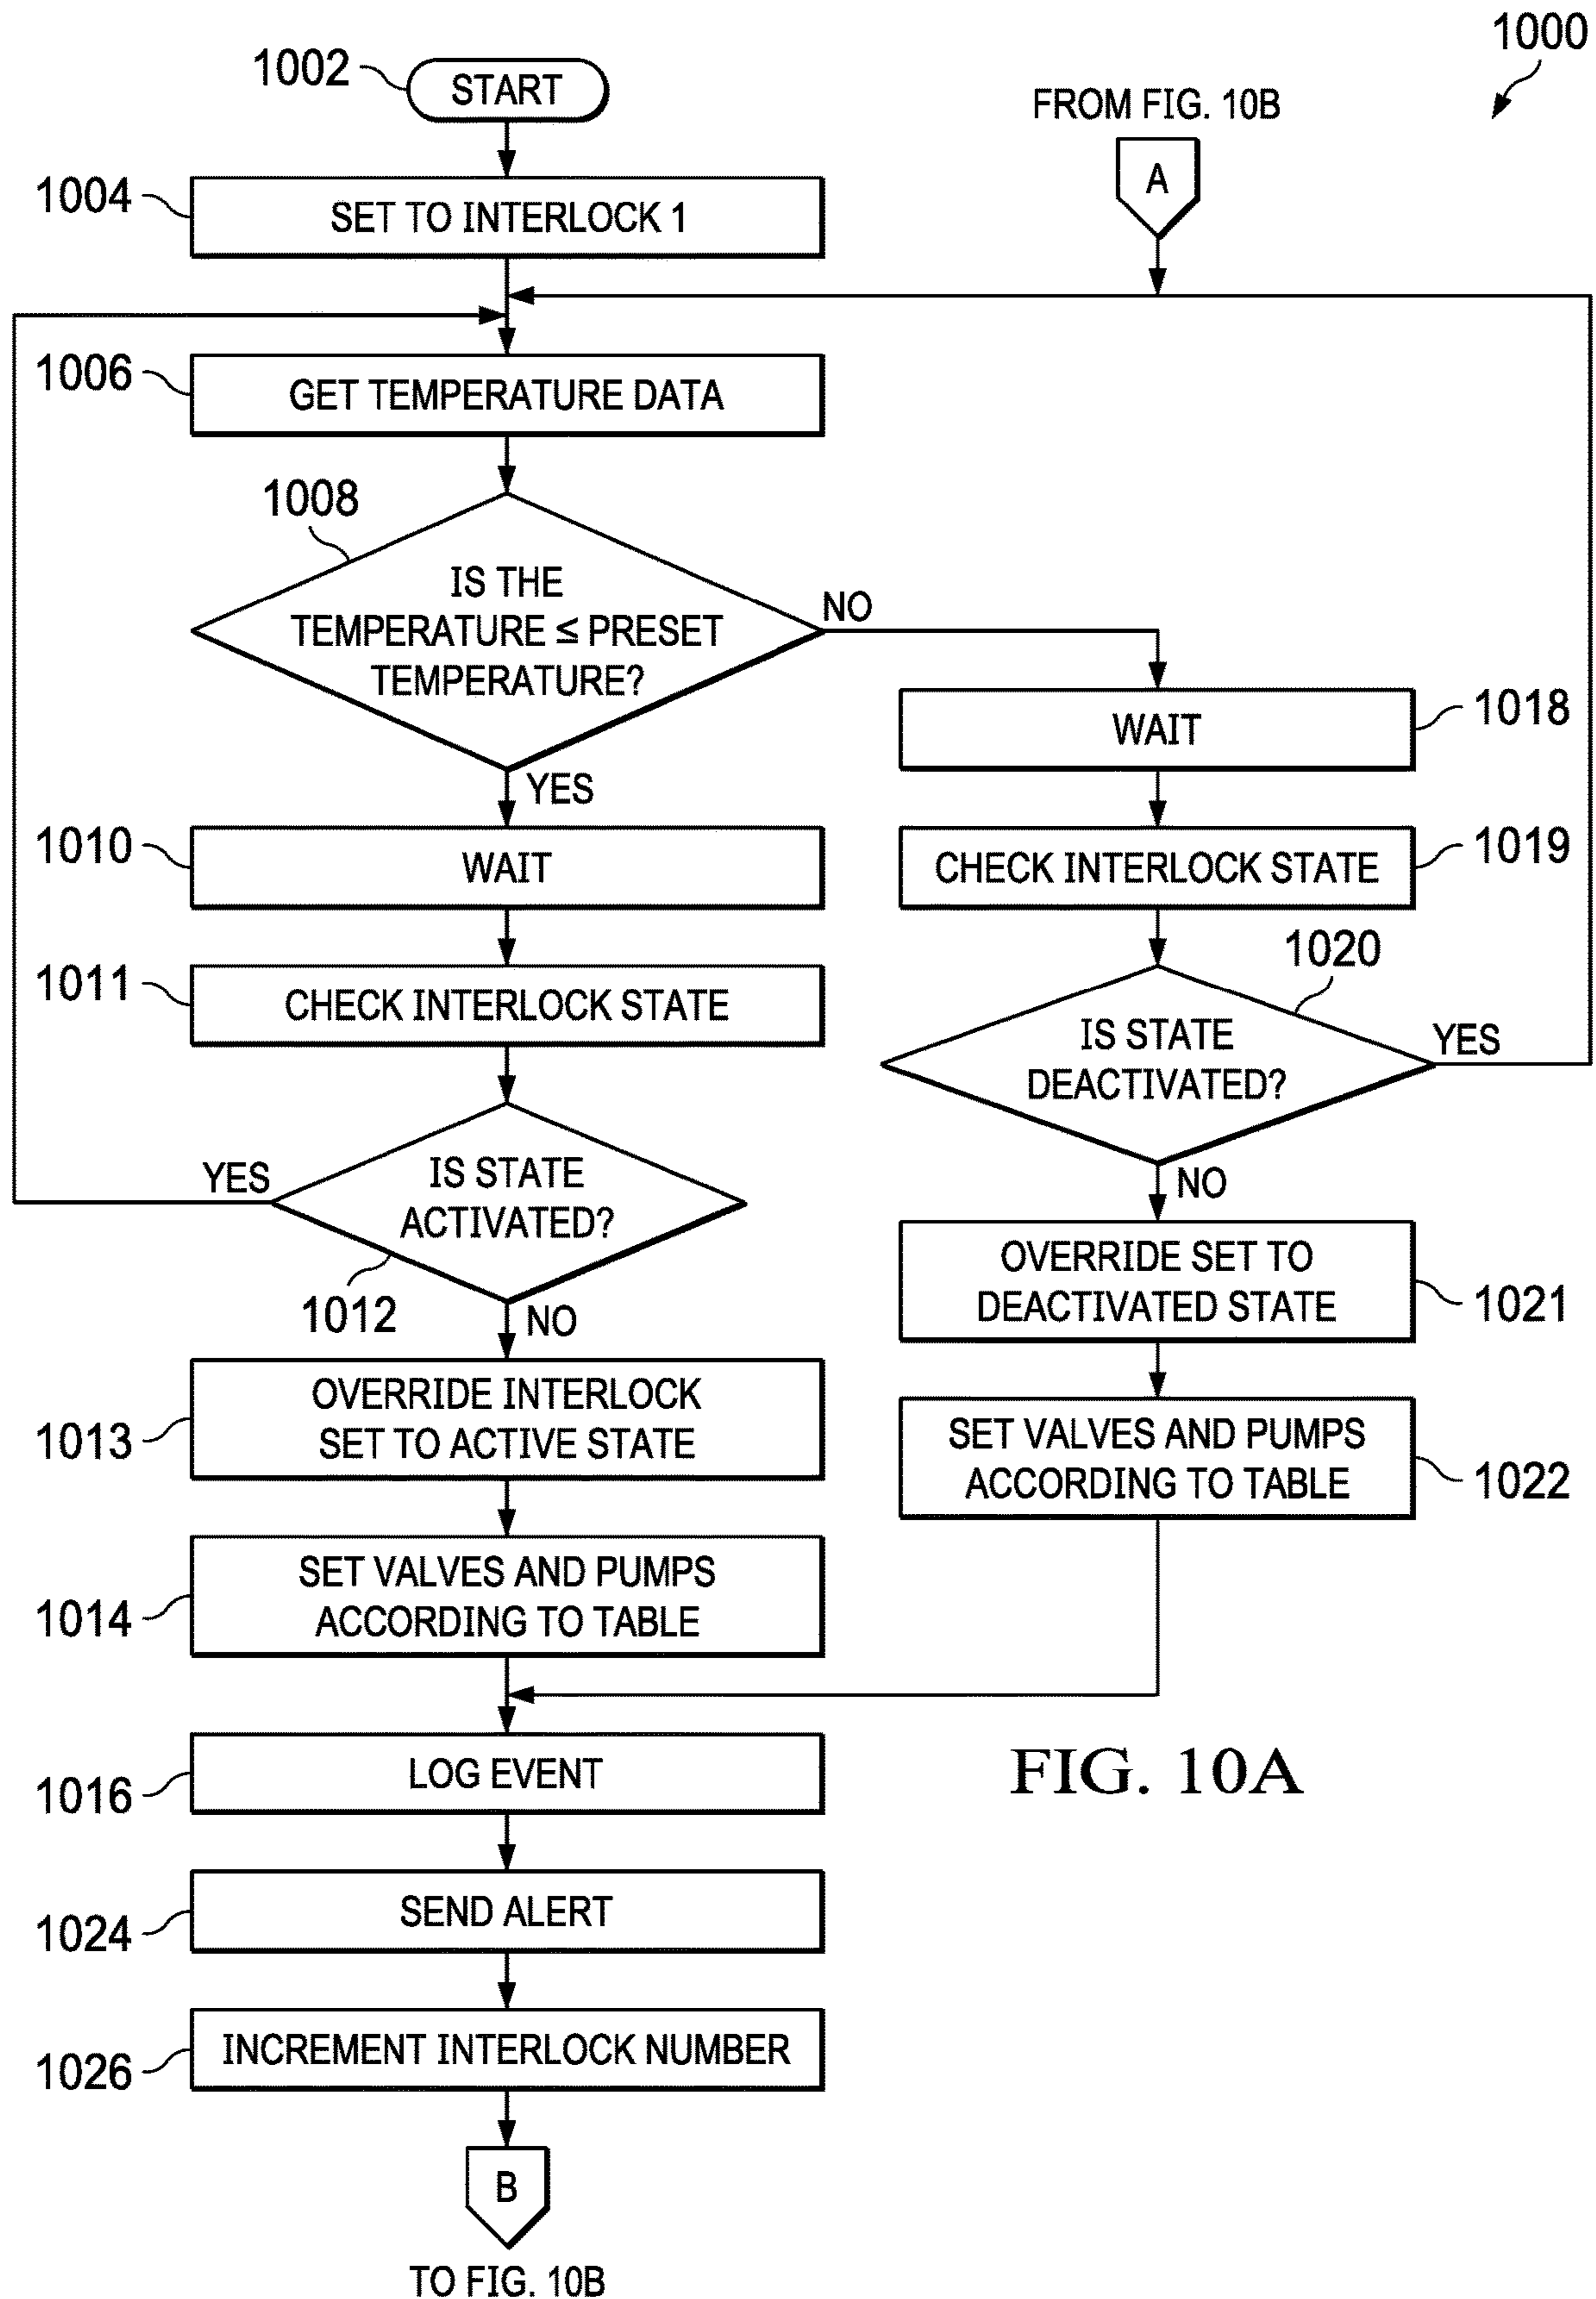 1000
1002
START
FROM FIG. 10B
A
1004
SET TO INTERLOCK 1
1006
GET TEMPERATURE DATA
1008
IS THE
TEMPERATURE ≤ PRESET
TEMPERATURE?
NO
YES
1018
WAIT
1010
WAIT
1019
CHECK INTERLOCK STATE
1011
CHECK INTERLOCK STATE
1020
IS STATE
DEACTIVATED?
YES
NO
YES
IS STATE
ACTIVATED?
1012
NO
OVERRIDE SET TO
DEACTIVATED STATE
1021
1013
OVERRIDE INTERLOCK
SET TO ACTIVE STATE
SET VALVES AND PUMPS
ACCORDING TO TABLE
1022
1014
SET VALVES AND PUMPS
ACCORDING TO TABLE
1016
LOG EVENT
FIG. 10A
1024
SEND ALERT
1026
INCREMENT INTERLOCK NUMBER
B
TO FIG. 10B